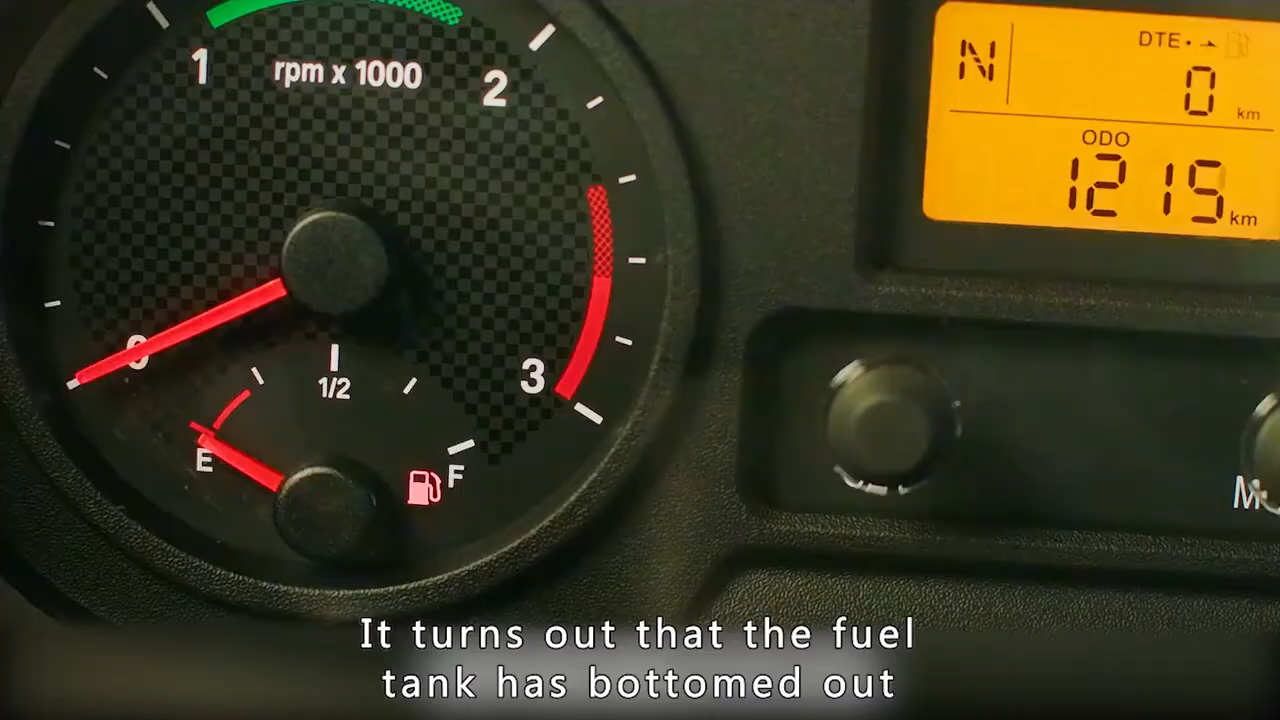 1
rpm x 1000
2
0
3
1/2
E
F
N
DTE
0 km
ODO
1215 km
M
It turns out that the fuel
tank has bottomed out